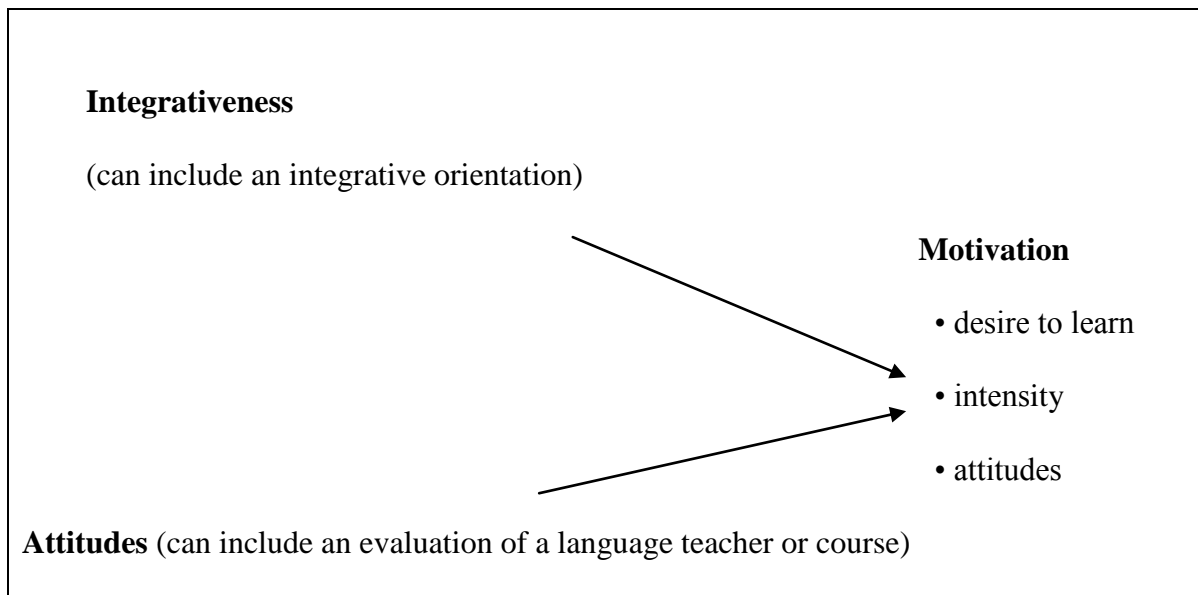 Integrativeness
(can include an integrative orientation)
Motivation
• desire to learn
• intensity
• attitudes
Attitudes (can include an evaluation of a language teacher or course)